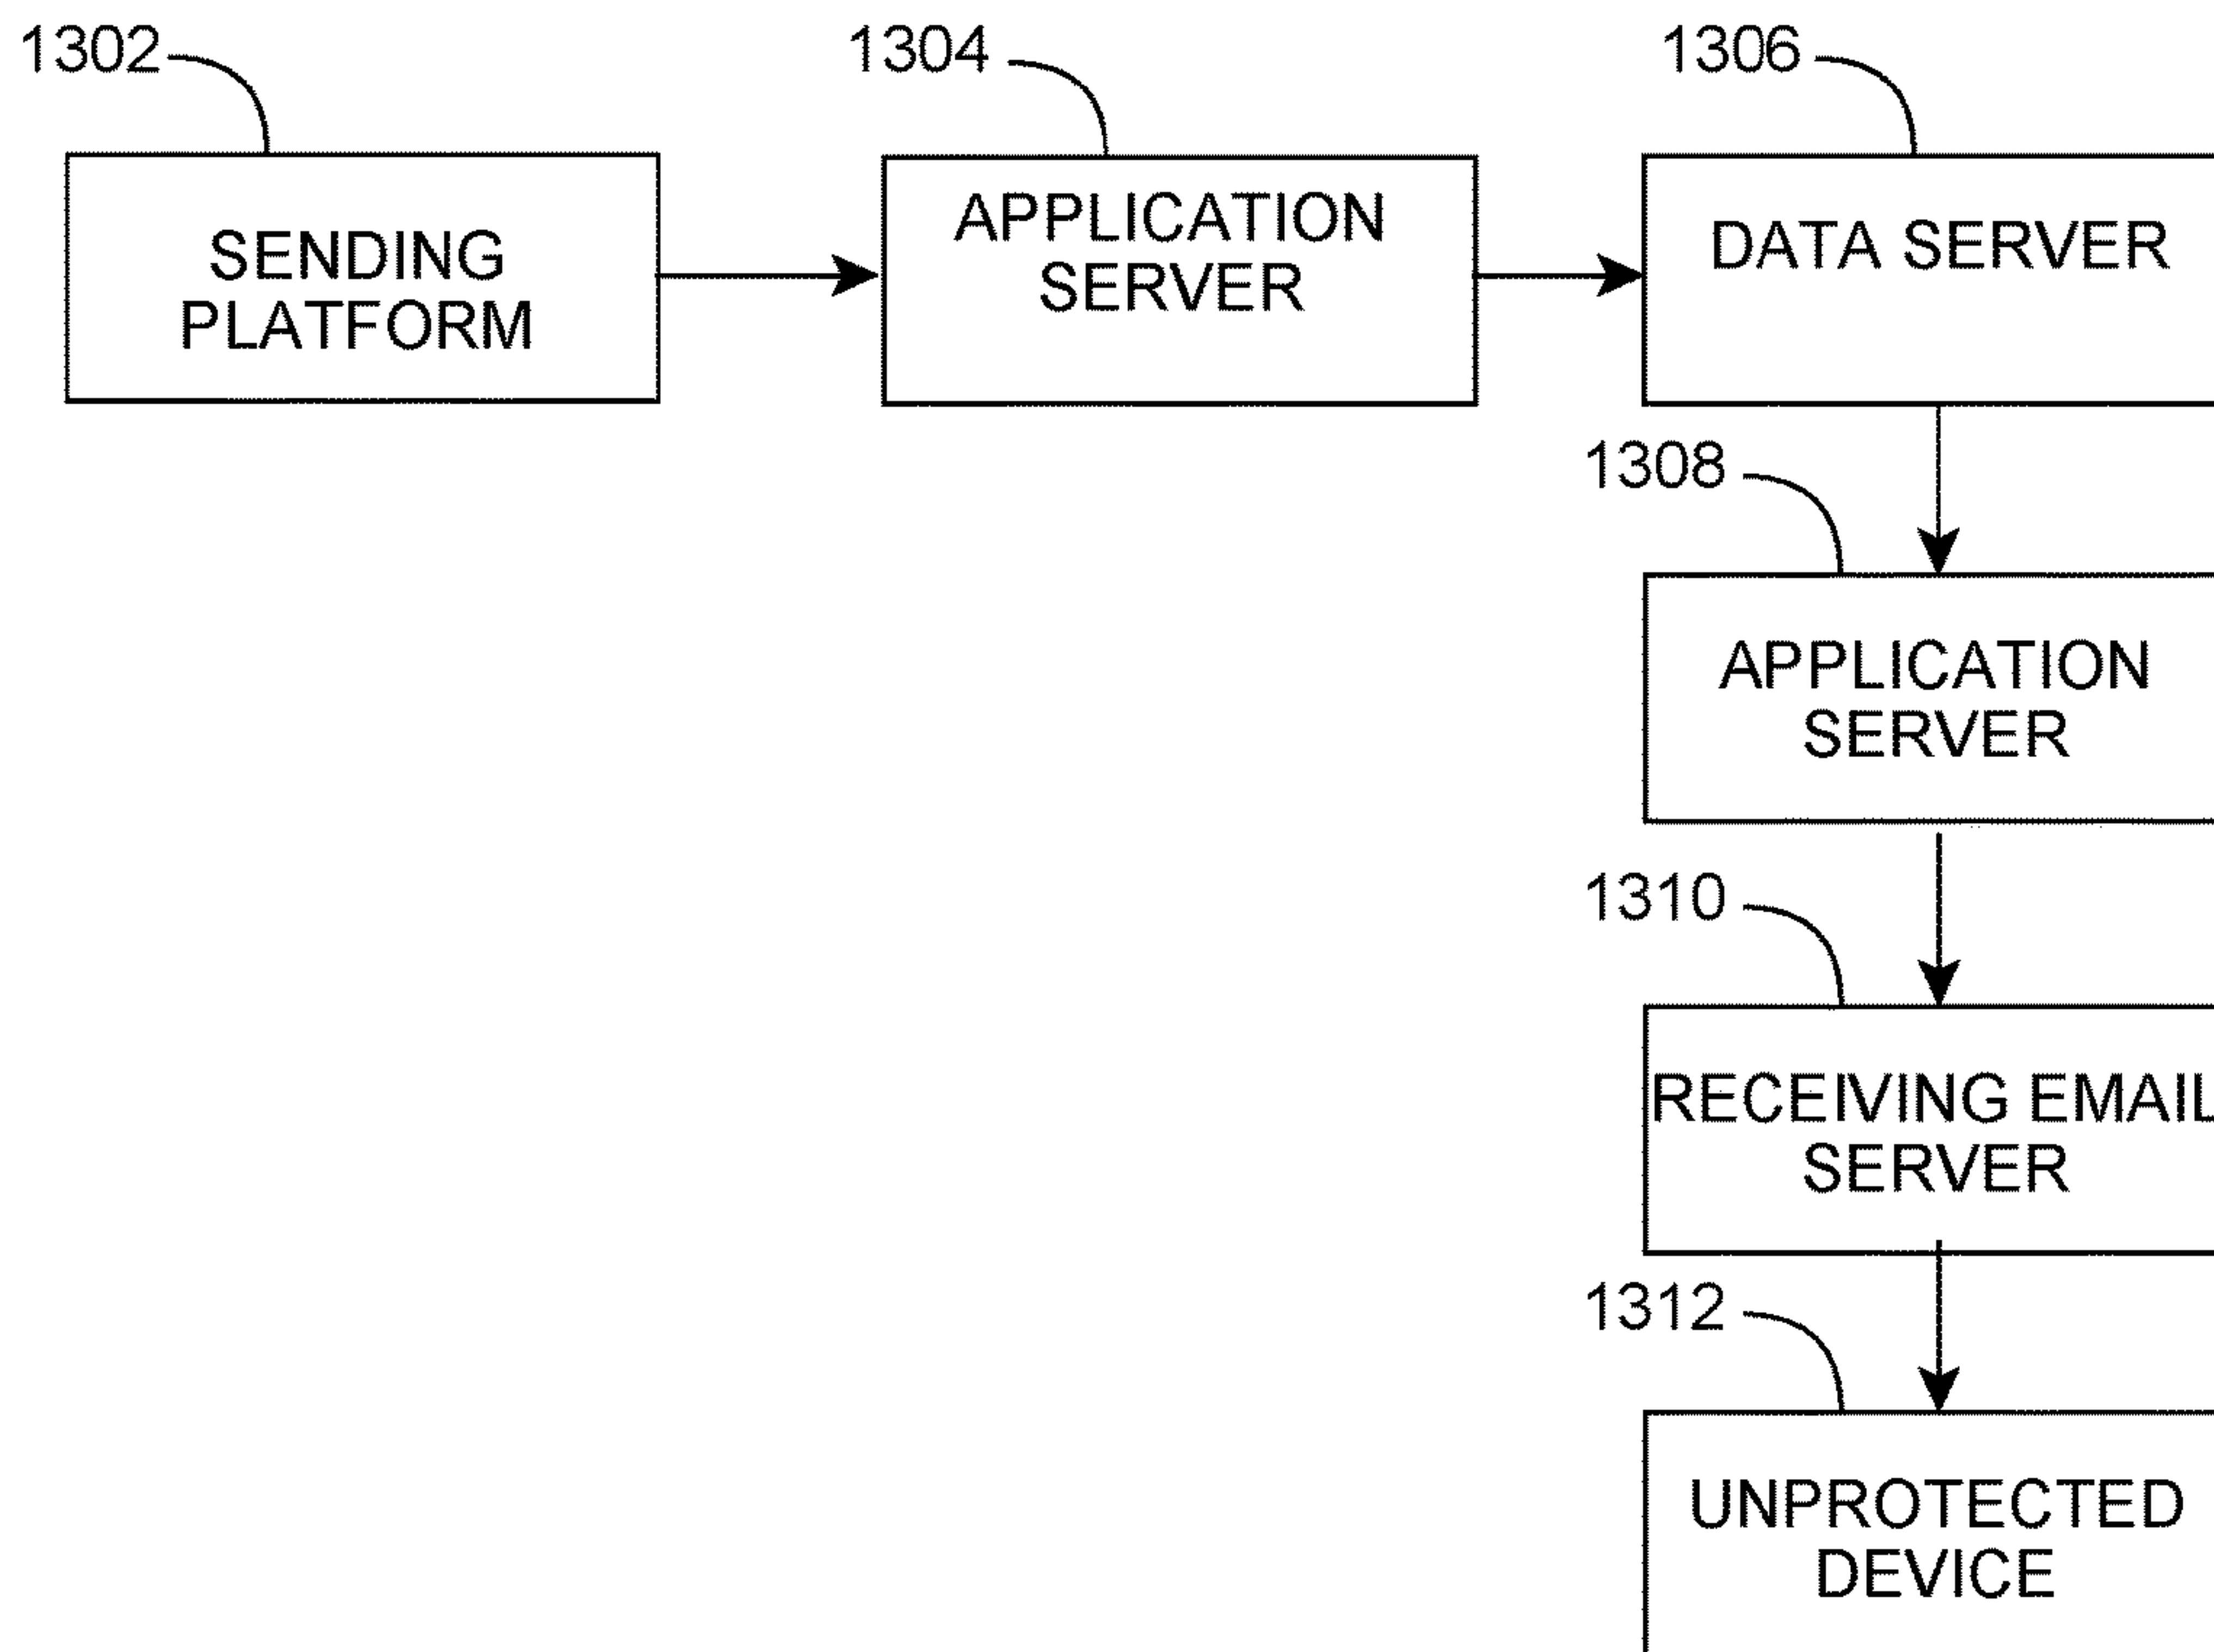 1302
1304
1306
SENDING
PLATFORM
APPLICATION
SERVER
DATA SERVER
1308
APPLICATION
SERVER
1310
RECEIVING EMAIL
SERVER
1312
UNPROTECTED
DEVICE